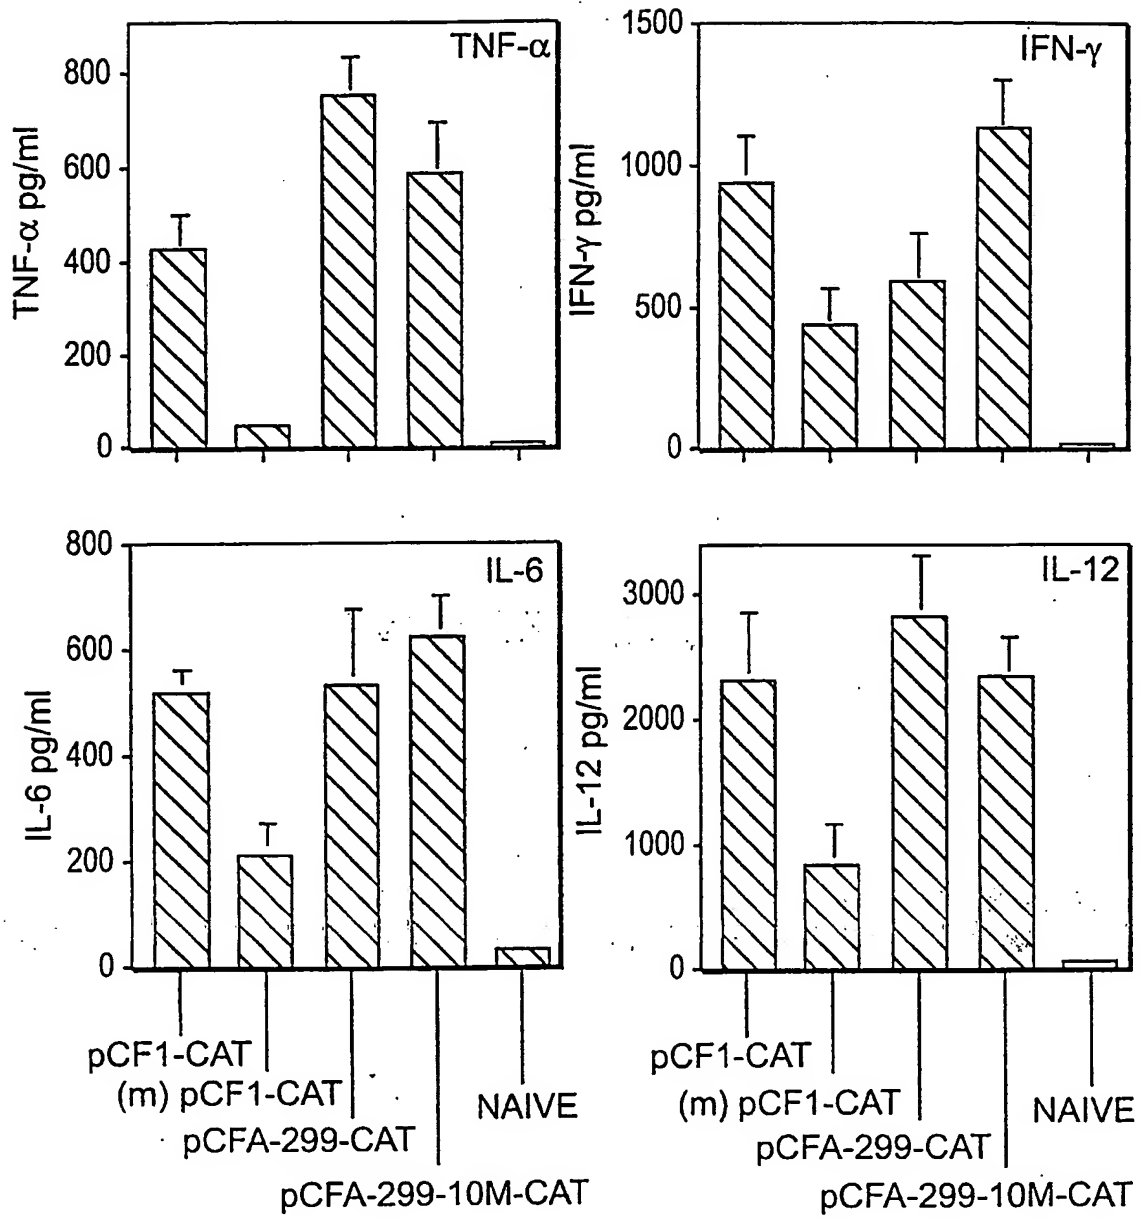 TNF-α
TNF-α pg/ml
800
600
400
200
0
IFN-γ
IFN-γ pg/ml
1500
1000
500
0
IL-6
IL-6 pg/ml
800
600
400
200
0
pCF1-CAT
(m) pCF1-CAT
pCFA-299-CAT
pCFA-299-10M-CAT
NAIVE
IL-12
IL-12 pg/ml
3000
2000
1000
0
pCF1-CAT
(m) pCF1-CAT
pCFA-299-CAT
pCFA-299-10M-CAT
NAIVE